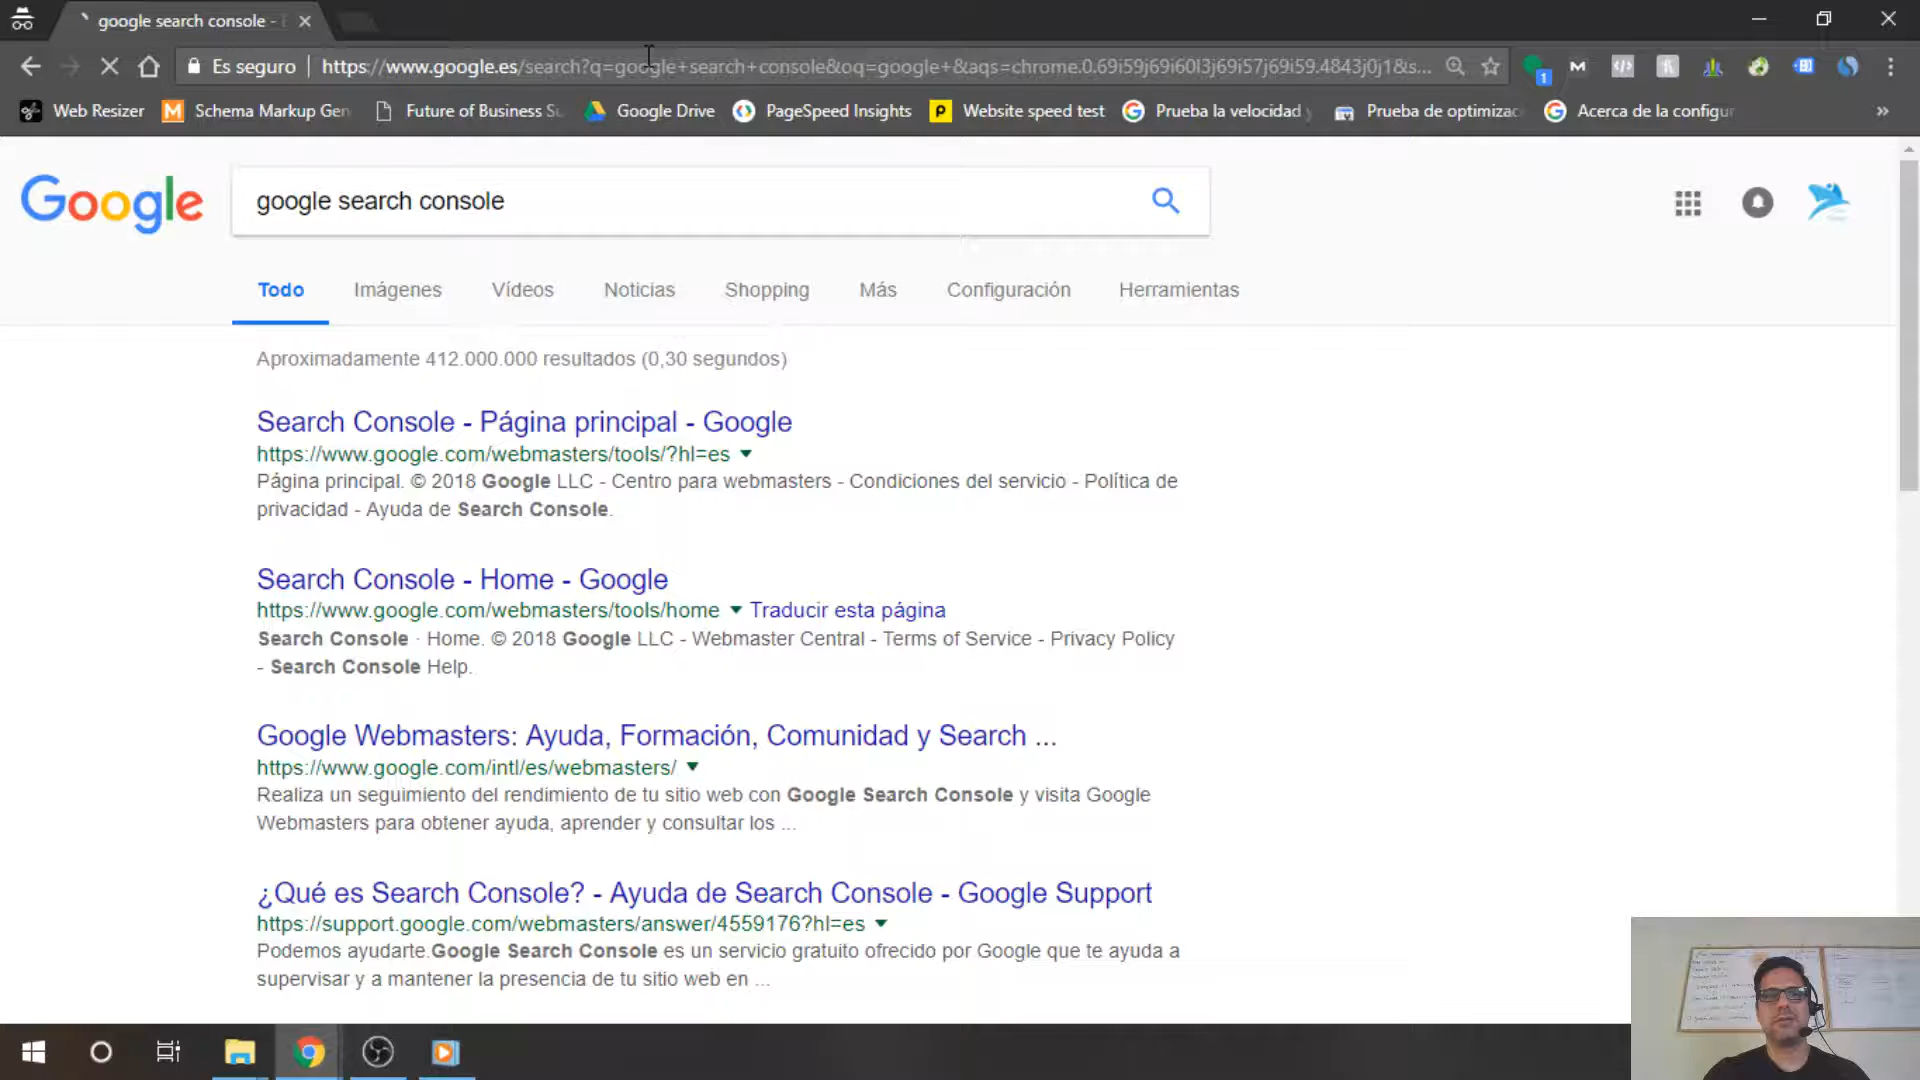 google search console -
Es seguro
https://www.google.es/search?q=google+search+console&oq=google+&aqs=chrome.0.69i59j69i60l3j69i57j69i59.4843j0j1&s...
1
Web Resizer
Schema Markup Gen
Future of Business Su
Google Drive
PageSpeed Insights
Website speed test
Prueba la velocidad
Prueba de optimizac
Acerca de la configur
»
Google
google search console
Todo
Imágenes
Vídeos
Noticias
Shopping
Más
Configuración
Herramientas
Aproximadamente 412.000.000 resultados (0,30 segundos)
Search Console - Página principal - Google
https://www.google.com/webmasters/tools/?hl=es
Página principal. © 2018 Google LLC - Centro para webmasters - Condiciones del servicio - Política de
privacidad - Ayuda de Search Console.
Search Console - Home - Google
https://www.google.com/webmasters/tools/home Traducir esta página
Search Console · Home. © 2018 Google LLC - Webmaster Central - Terms of Service - Privacy Policy
- Search Console Help.
Google Webmasters: Ayuda, Formación, Comunidad y Search ...
https://www.google.com/intl/es/webmasters/
Realiza un seguimiento del rendimiento de tu sitio web con Google Search Console y visita Google
Webmasters para obtener ayuda, aprender y consultar los ...
¿Qué es Search Console? - Ayuda de Search Console - Google Support
https://support.google.com/webmasters/answer/4559176?hl=es
Podemos ayudarte.Google Search Console es un servicio gratuito ofrecido por Google que te ayuda a
supervisar y a mantener la presencia de tu sitio web en ...